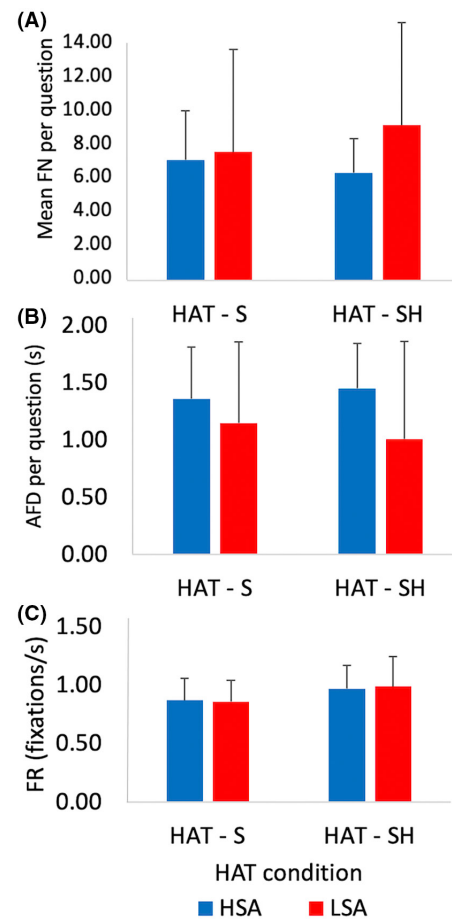 (A)
Mean FN per question
14.00
12.00
10.00
8.00
6.00
4.00
2.00
0.00
HAT - S HAT - SH
(B)
AFD per question (s)
2.00
1.50
1.00
0.50
0.00
HAT - S HAT - SH
(C)
FR (fixations/s)
1.50
1.00
0.50
0.00
HAT - S HAT - SH
HAT condition
HSA LSA